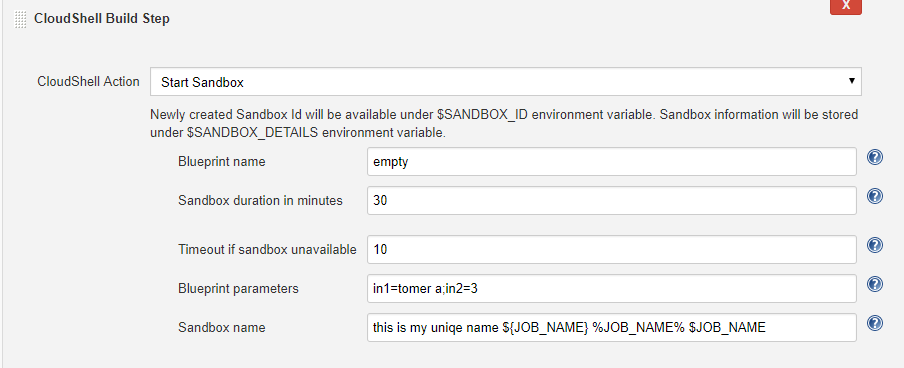 CloudShell Build Step
X
CloudShell Action Start Sandbox
Newly created Sandbox Id will be available under $SANDBOX_ID environment variable. Sandbox information will be stored
under $SANDBOX_DETAILS environment variable.
Blueprint name empty ?
Sandbox duration in minutes 30 ?
Timeout if sandbox unavailable 10 ?
Blueprint parameters in1=tomer a;in2=3 ?
Sandbox name this is my uniqe name ${JOB_NAME} %JOB_NAME% $JOB_NAME ?